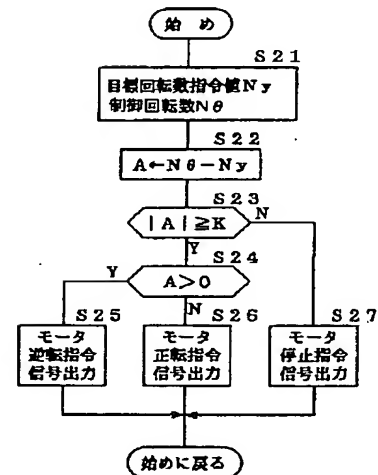 始め
S21
目標回転数指令値Ny
制御回転数Nθ
S22
A←Nθ−Ny
S23
|A|≧K
N
Y
S24
A>0
Y
N
S25
モータ
逆転指令
信号出力
S26
モータ
正転指令
信号出力
S27
モータ
停止指令
信号出力
始めに戻る